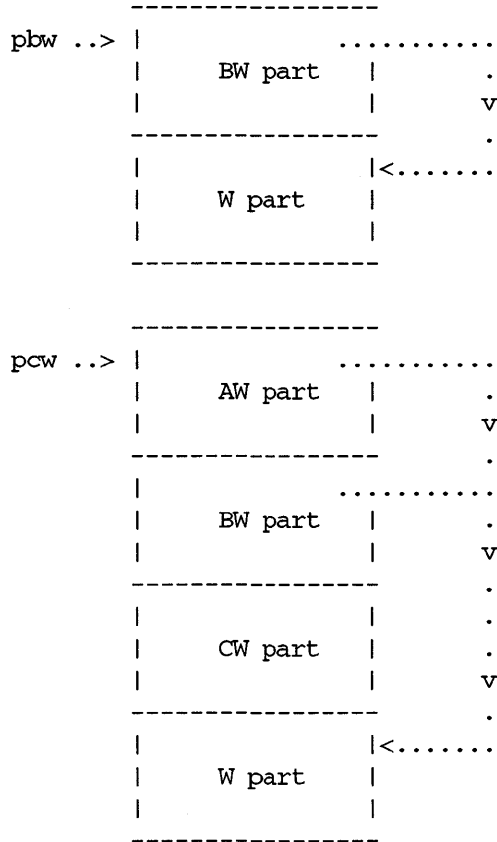 -----------------
pbw ..> |               ...........
|    BW part    |       .
|               |       v
-----------------       .
|               |<.......
|    W part     |
|               |
-----------------
-----------------
pcw ..> |               ...........
|    AW part    |       .
|               |       v
-----------------       .
|               ...........
|    BW part    |       .
|               |       v
-----------------       .
|               |       .
|    CW part    |       .
|               |       v
-----------------       .
|               |<.......
|    W part     |
|               |
-----------------